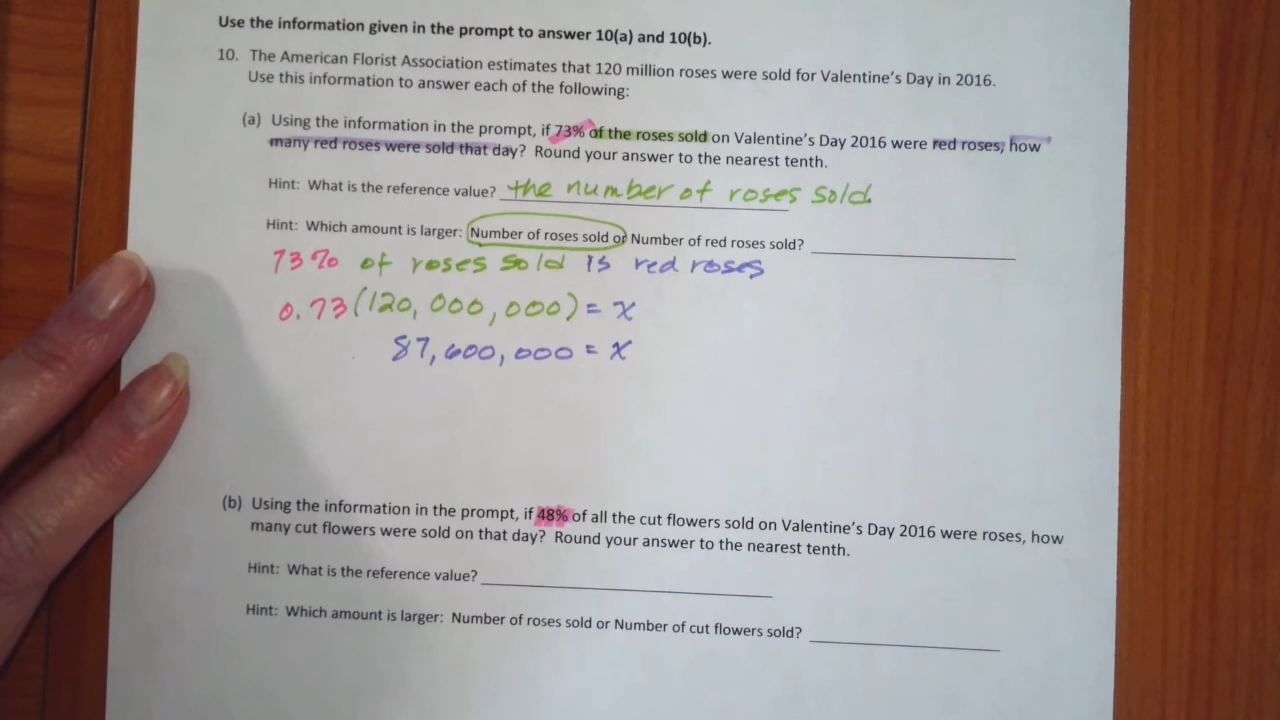 Use the information given in the prompt to answer 10(a) and 10(b).
10. The American Florist Association estimates that 120 million roses were sold for Valentine's Day in 2016.
Use this information to answer each of the following:
(a) Using the information in the prompt, if 73% of the roses sold on Valentine's Day 2016 were red roses, how
many red roses were sold that day? Round your answer to the nearest tenth.
Hint: What is the reference value? the number of roses sold
Hint: Which amount is larger: Number of roses sold or Number of red roses sold?
73% of roses sold is red roses
0.73(120,000,000) = x
87,600,000 = x
(b) Using the information in the prompt, if 48% of all the cut flowers sold on Valentine's Day 2016 were roses, how
many cut flowers were sold on that day? Round your answer to the nearest tenth.
Hint: What is the reference value?
Hint: Which amount is larger: Number of roses sold or Number of cut flowers sold?